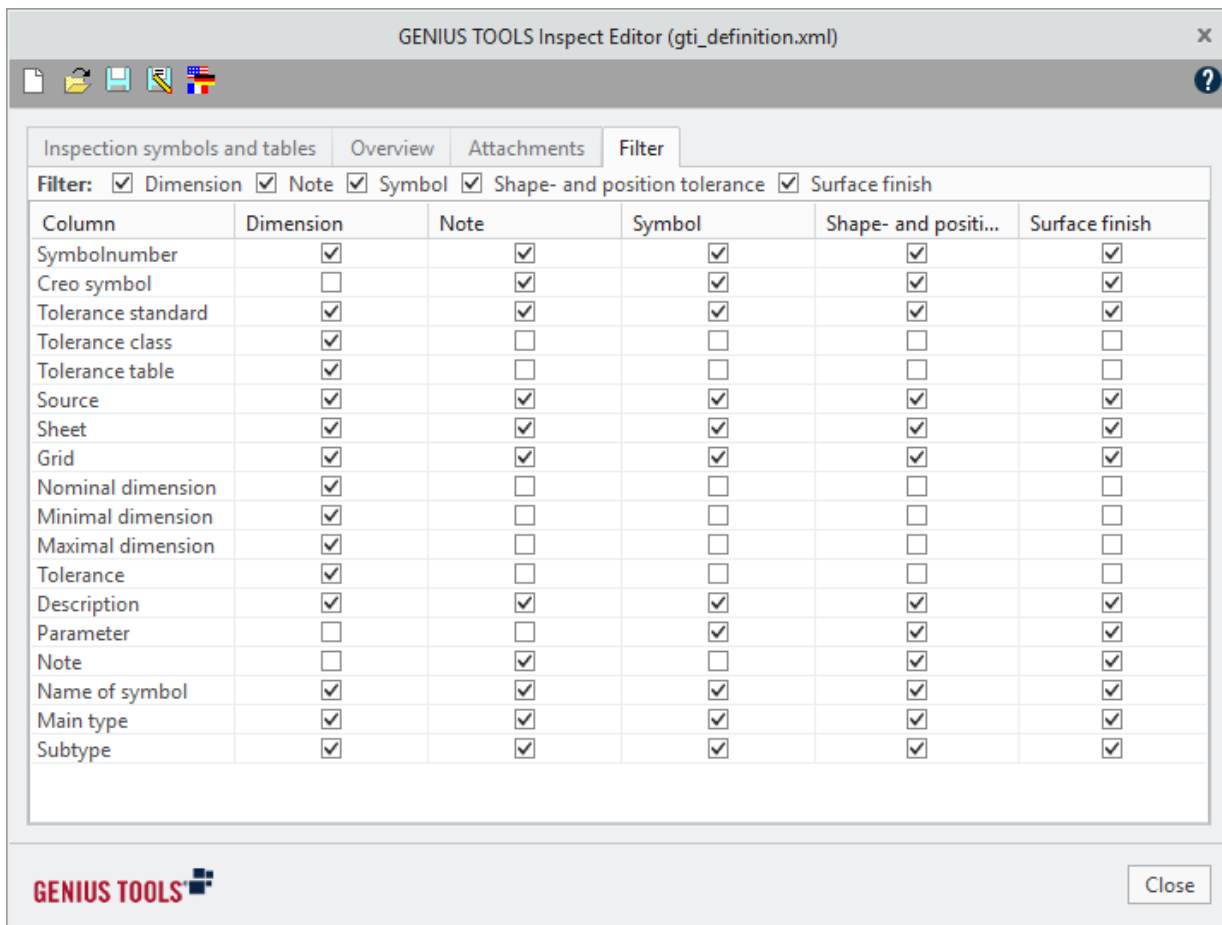 GENIUS TOOLS Inspect Editor (gti_definition.xml)
Inspection symbols and tables Overview Attachments Filter
Filter: Dimension Note Symbol Shape- and position tolerance Surface finish
Column Dimension Note Symbol Shape- and positi... Surface finish
Symbolnumber
Creo symbol
Tolerance standard
Tolerance class
Tolerance table
Source
Sheet
Grid
Nominal dimension
Minimal dimension
Maximal dimension
Tolerance
Description
Parameter
Note
Name of symbol
Main type
Subtype
GENIUS TOOLS Close